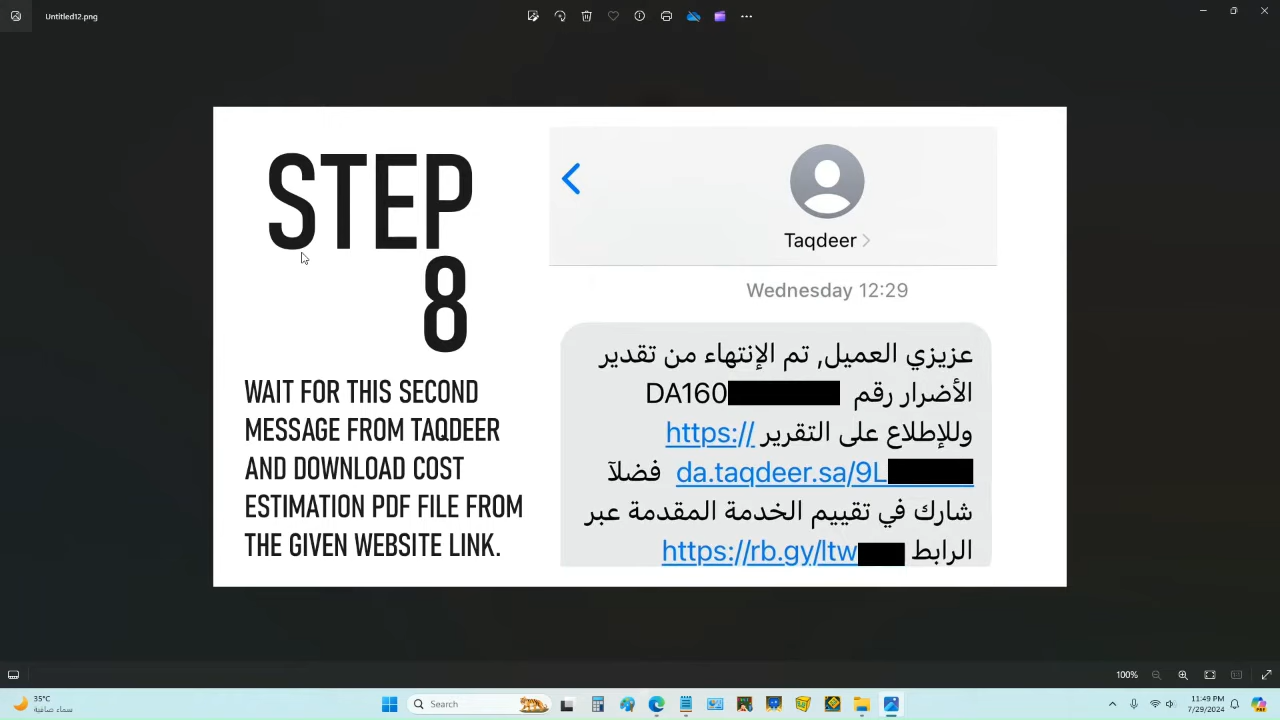 Untitled12.png
STEP
8
WAIT FOR THIS SECOND
MESSAGE FROM TAQDEER
AND DOWNLOAD COST
ESTIMATION PDF FILE FROM
THE GIVEN WEBSITE LINK.
Taqdeer
Wednesday 12:29
عزيزي العميل, تم الإنتهاء من تقدير
الأضرار رقم DA160
وللإطلاع على التقرير https://
da.taqdeer.sa/9L فضلآ
شارك في تقييم الخدمة المقدمة عبر
الرابط https://rb.gy/ltw
100%
35°C
سماء صافية
Search
11:49 PM
7/29/2024